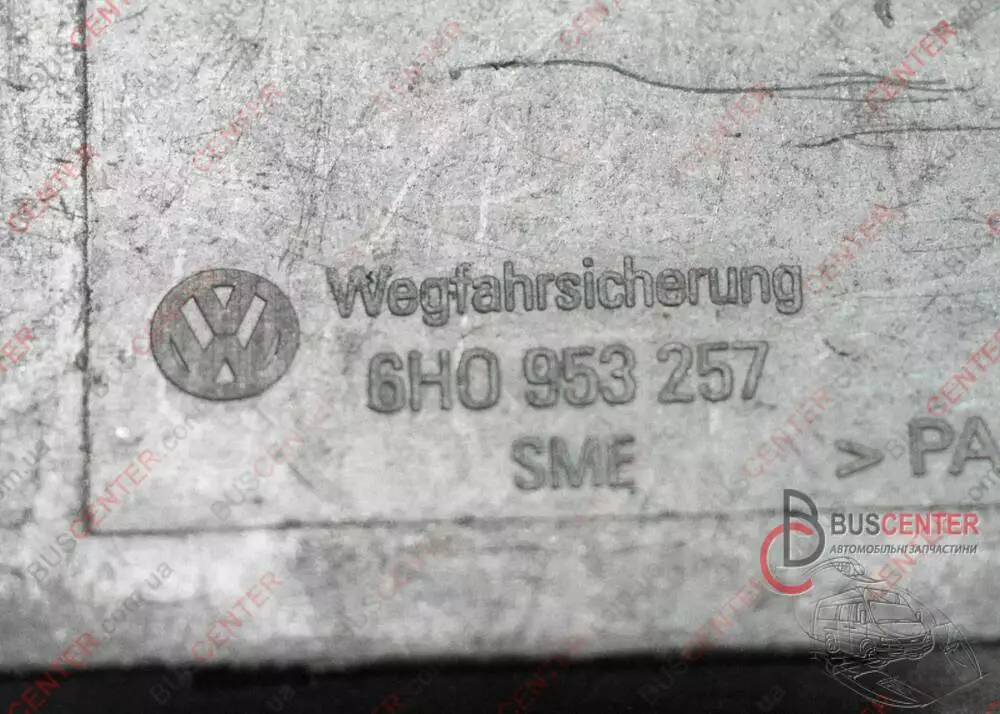 Wegfahrsicherung
6H0 953 257
SME
> PA
BUSCENTER
АВТОМОБІЛЬНІ ЗАПЧАСТИНИ